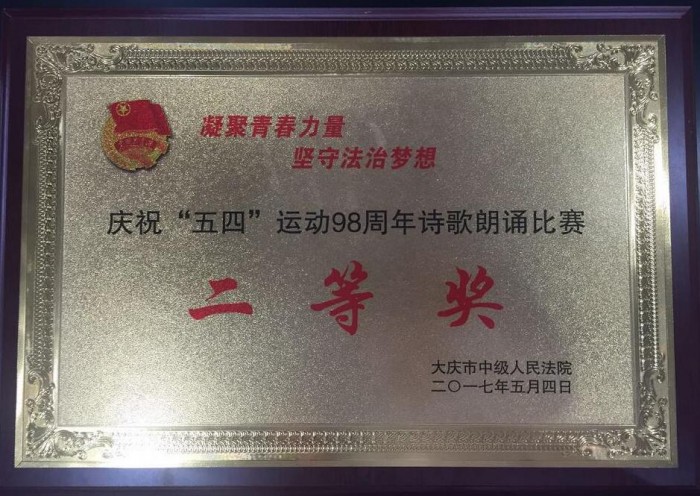 凝聚青春力量
坚守法治梦想
庆祝“五四”运动98周年诗歌朗诵比赛
二等奖
大庆市中级人民法院
二〇一七年五月四日